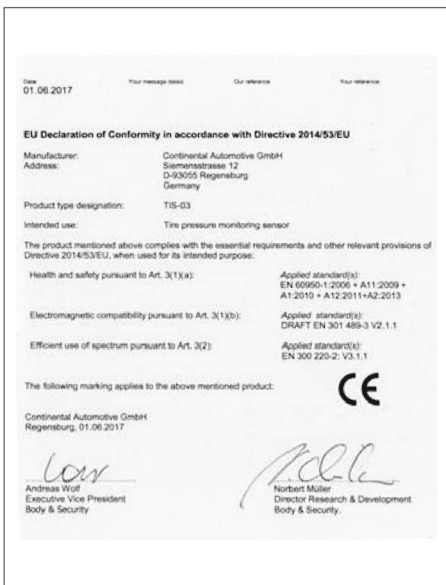 Date Your message dated Our reference Your reference
01.06.2017
EU Declaration of Conformity in accordance with Directive 2014/53/EU
Manufacturer: Continental Automotive GmbH
Address: Siemensstrasse 12
D-93055 Regensburg
Germany
Product type designation: TIS-03
Intended use: Tire pressure monitoring sensor
The product mentioned above complies with the essential requirements and other relevant provisions of
Directive 2014/53/EU, when used for its intended purpose:
Health and safety pursuant to Art. 3(1)(a): Applied standard(s):
EN 60950-1:2006 + A11:2009 +
A1:2010 + A12:2011+A2:2013
Electromagnetic compatibility pursuant to Art. 3(1)(b): Applied standard(s):
DRAFT EN 301 489-3 V2.1.1
Efficient use of spectrum pursuant to Art. 3(2): Applied standard(s):
EN 300 220-2: V3.1.1
The following marking applies to the above mentioned product: CE
Continental Automotive GmbH
Regensburg, 01.06.2017
Andreas Wolf Norbert Müller
Executive Vice President Director Research & Development
Body & Security Body & Security.